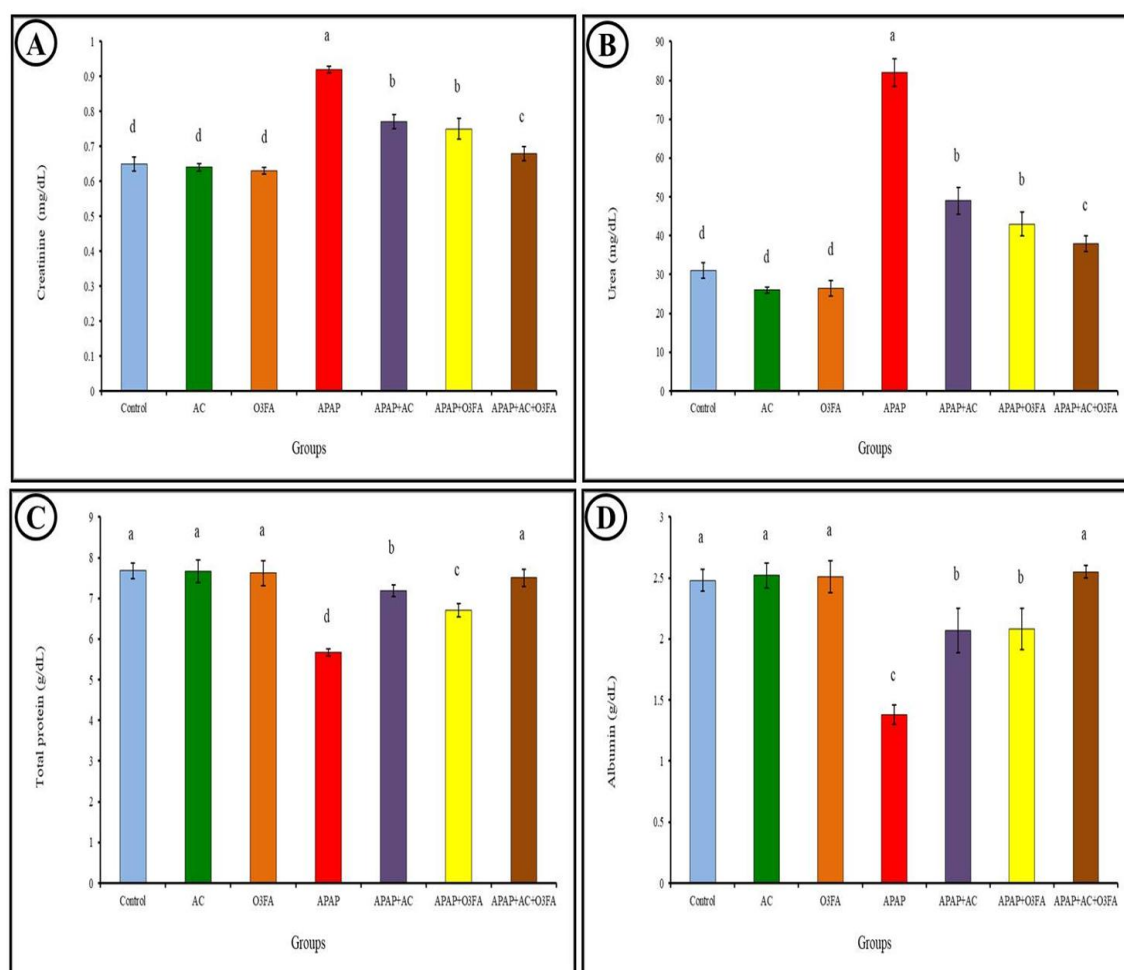 A
Creatinine (mg/dL)
1
0.9
0.8
0.7
0.6
0.5
0.4
0.3
0.2
0.1
0
d
d
d
a
b
b
c
Control
AC
O3FA
APAP
APAP+AC
APAP+O3FA
APAP+AC+O3FA
Groups
B
Urea (mg/dL)
90
80
70
60
50
40
30
20
10
0
d
d
d
a
b
b
c
Control
AC
O3FA
APAP
APAP+AC
APAP+O3FA
APAP+AC+O3FA
Groups
C
Total protein (g/dL)
9
8
7
6
5
4
3
2
1
0
a
a
a
d
b
c
a
Control
AC
O3FA
APAP
APAP+AC
APAP+O3FA
APAP+AC+O3FA
Groups
D
Albumin (g/dL)
3
2.5
2
1.5
1
0.5
0
a
a
a
c
b
b
a
Control
AC
O3FA
APAP
APAP+AC
APAP+O3FA
APAP+AC+O3FA
Groups